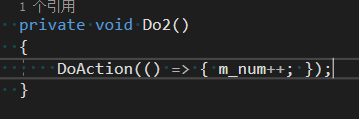 1 个引用
private void Do2()
{
DoAction(() => { m_num++; });
}